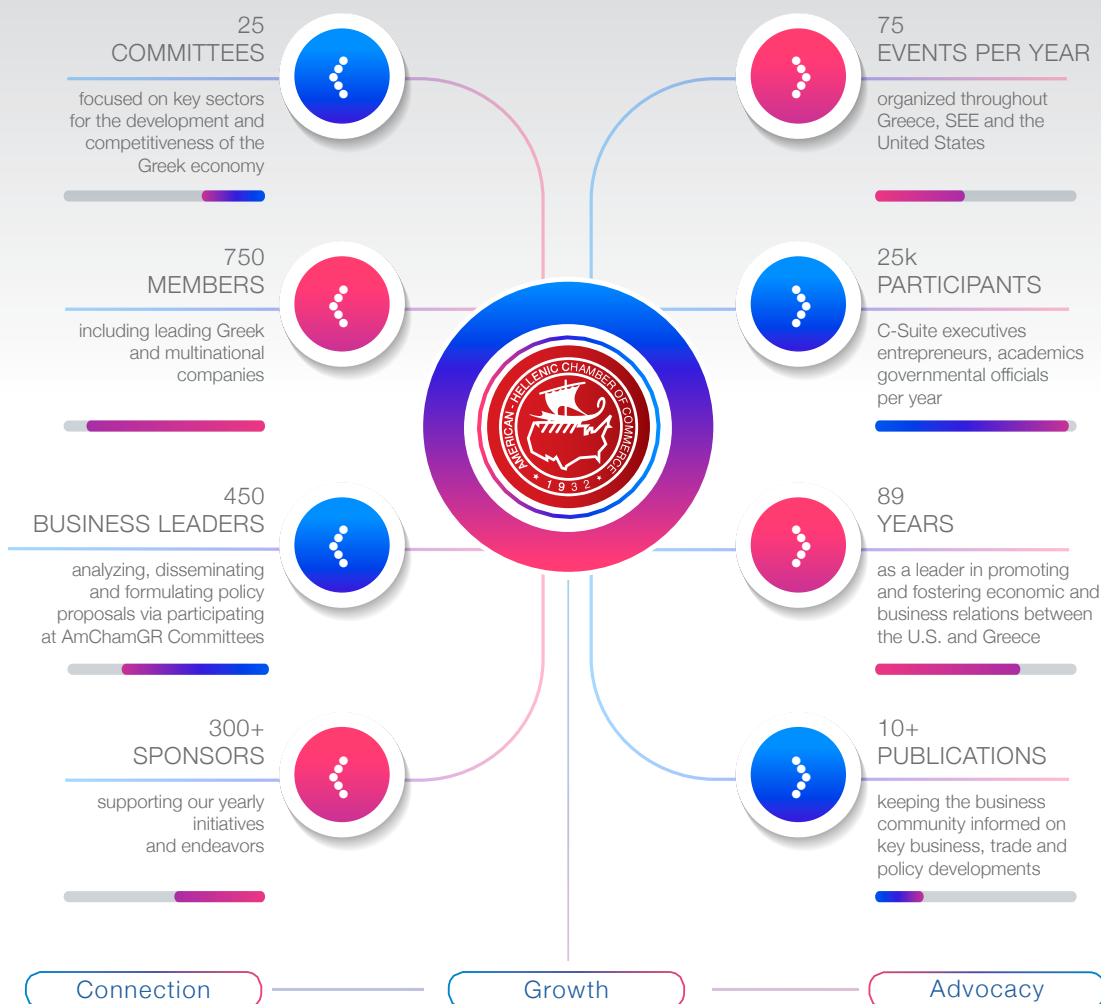 25
COMMITTEES
focused on key sectors
for the development and
competitiveness of the
Greek economy
750
MEMBERS
including leading Greek
and multinational
companies
450
BUSINESS LEADERS
analyzing, disseminating
and formulating policy
proposals via participating
at AmChamGR Committees
300+
SPONSORS
supporting our yearly
initiatives
and endeavors
AMERICAN - HELLENIC CHAMBER OF COMMERCE
* 1932 *
75
EVENTS PER YEAR
organized throughout
Greece, SEE and the
United States
25k
PARTICIPANTS
C-Suite executives
entrepreneurs, academics
governmental officials
per year
89
YEARS
as a leader in promoting
and fostering economic and
business relations between
the U.S. and Greece
10+
PUBLICATIONS
keeping the business
community informed on
key business, trade and
policy developments
Connection
Growth
Advocacy